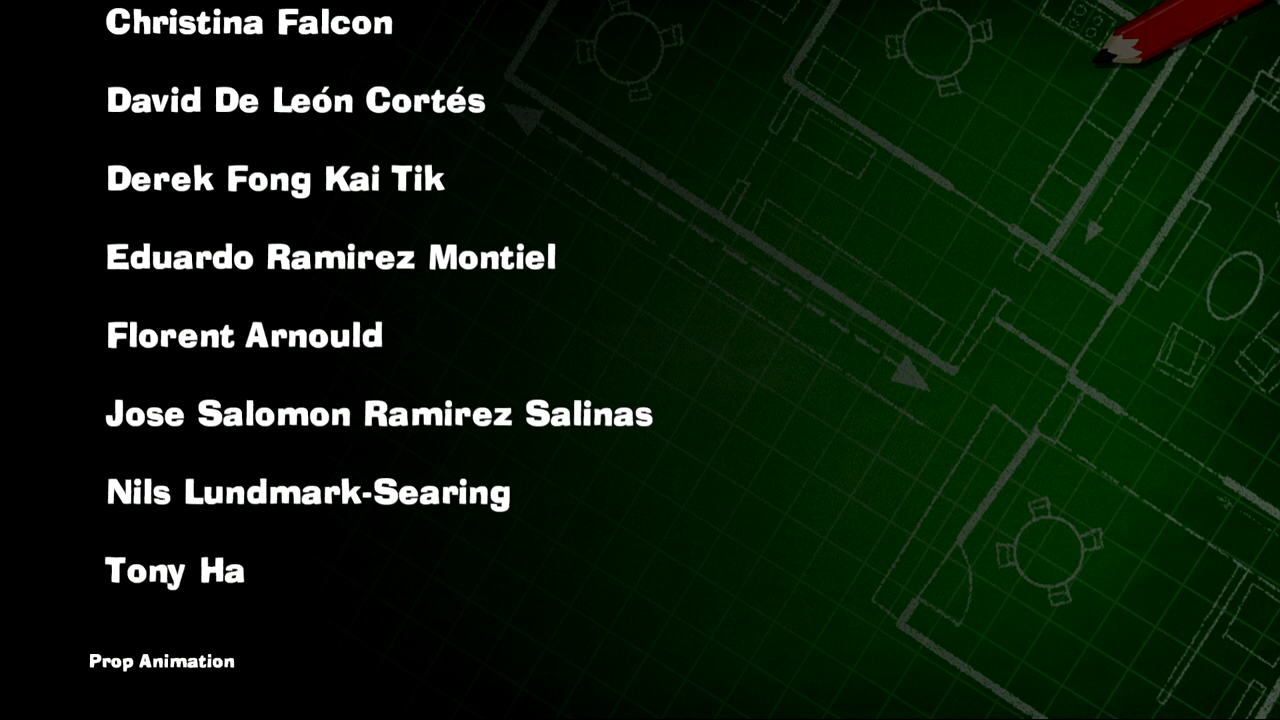 Christina Falcon
David De León Cortés
Derek Fong Kai Tik
Eduardo Ramirez Montiel
Florent Arnould
Jose Salomon Ramirez Salinas
Nils Lundmark-Searing
Tony Ha
Prop Animation